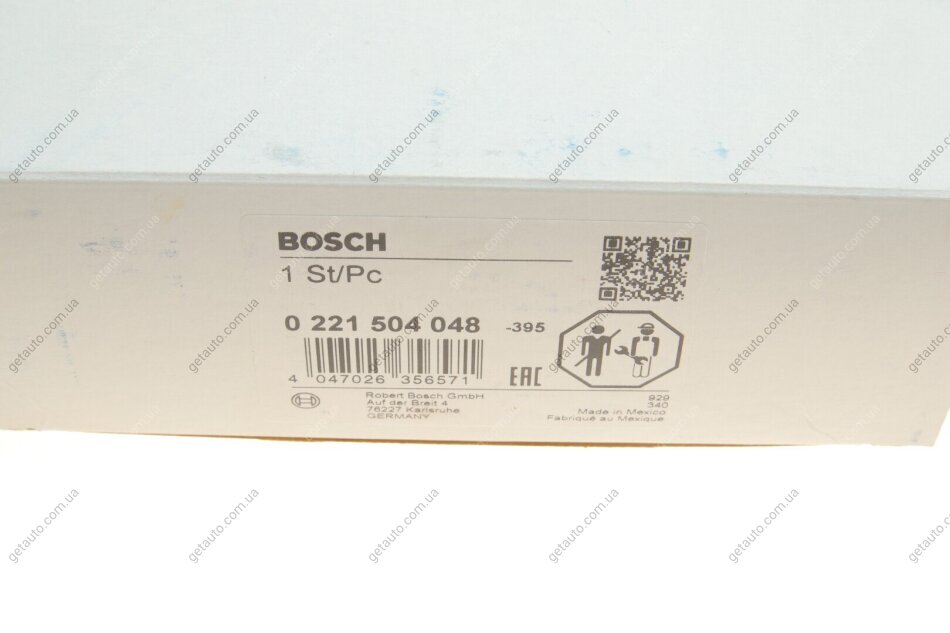 BOSCH
1 St/Pc
0 221 504 048 -395
4 047026 356571
EAC
Robert Bosch GmbH
Auf der Breit 4
76227 Karlsruhe
GERMANY
929
340
Made in Mexico
Fabriqué au Mexique
getauto.com.ua